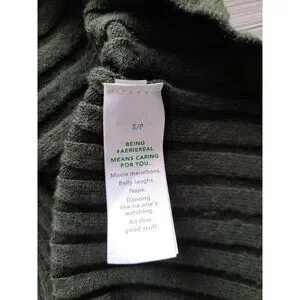 S/P
BEING
#AERIEREAL
MEANS CARING
FOR YOU.
Movie marathons.
Belly laughs.
Naps.
Dancing
like no one's
watching.
All that
good stuff.